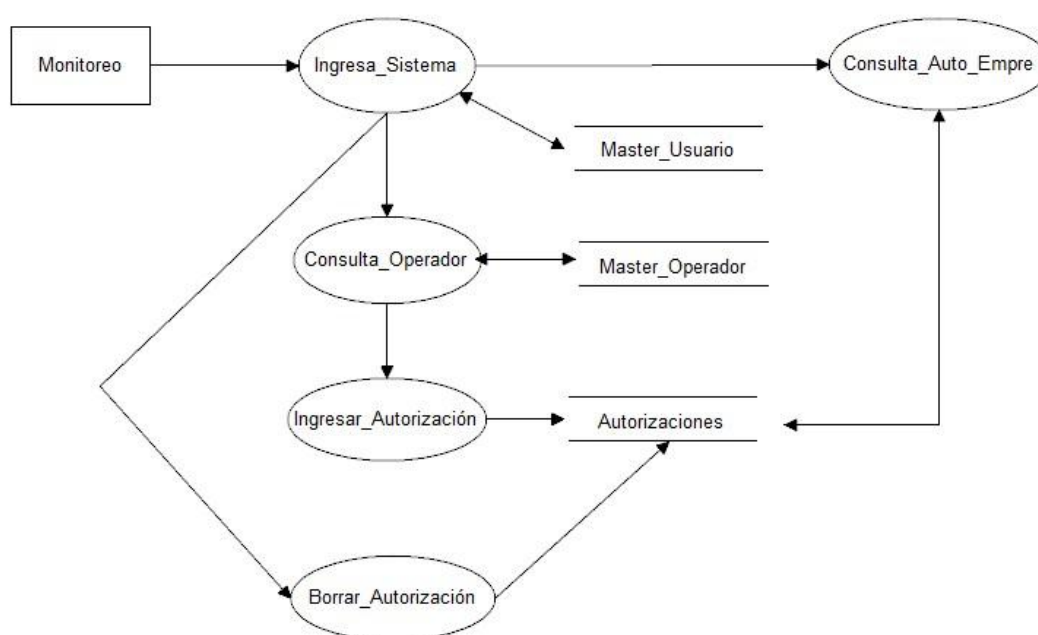 Monitoreo
Ingresa_Sistema
Consulta_Auto_Empre
Master_Usuario
Consulta_Operador
Master_Operador
Ingresar_Autorización
Autorizaciones
Borrar_Autorización